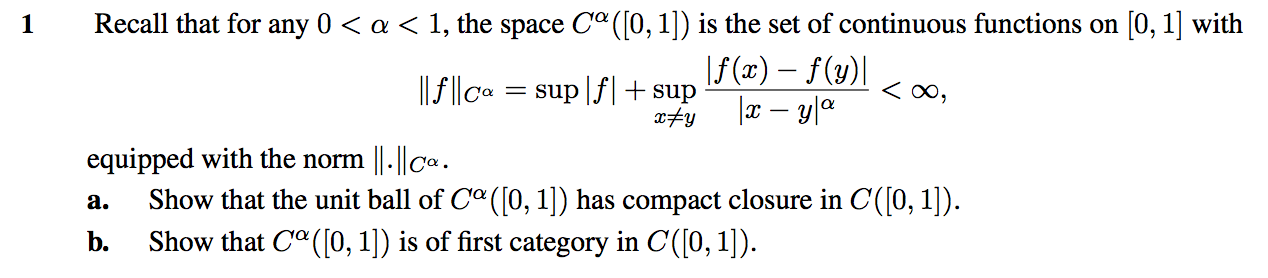 1 Recall that for any 0 < α < 1, the space C^α([0, 1]) is the set of continuous functions on [0, 1] with
‖f‖_{C^α} = sup |f| + sup_{x≠y} |f(x) − f(y)| / |x − y|^α < ∞,
equipped with the norm ‖.‖_{C^α}.
a. Show that the unit ball of C^α([0, 1]) has compact closure in C([0, 1]).
b. Show that C^α([0, 1]) is of first category in C([0, 1]).